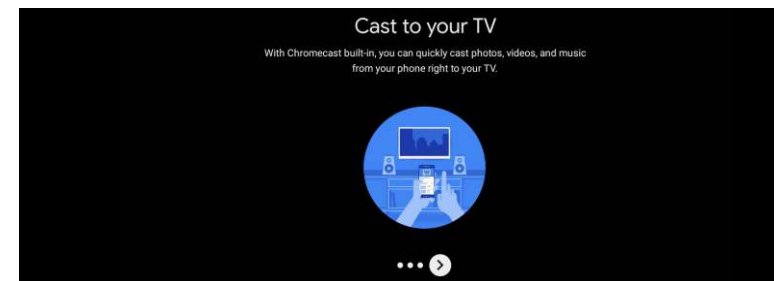 Cast to your TV
With Chromecast built-in, you can quickly cast photos, videos, and music
from your phone right to your TV.